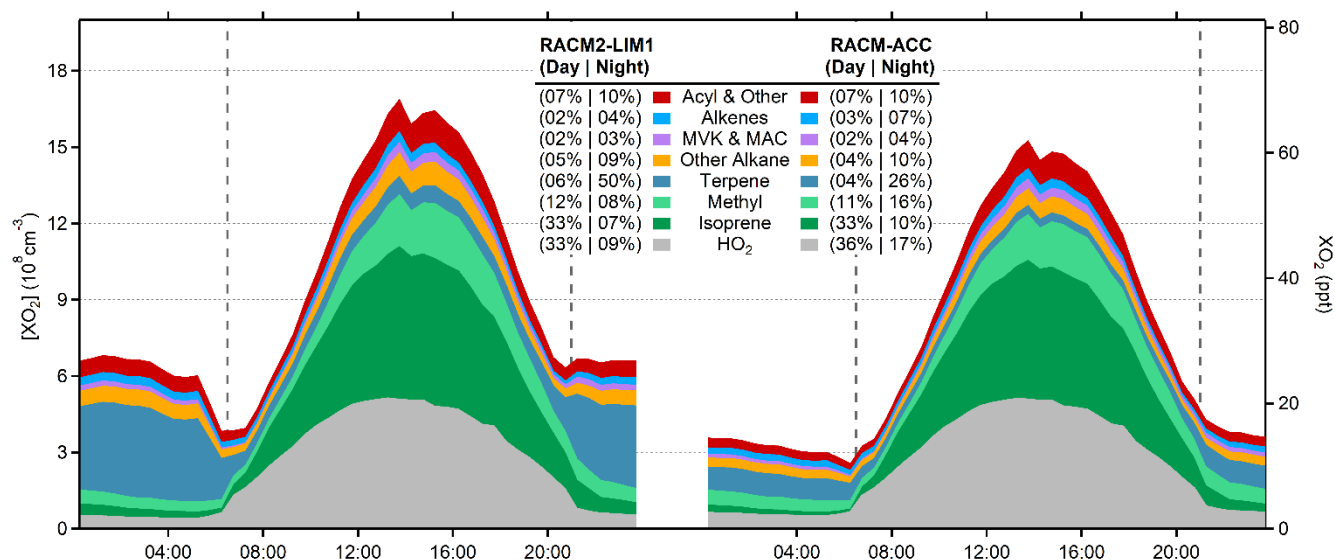 RACM2-LIM1 RACM-ACC
(Day | Night) (Day | Night)
(07% | 10%) Acyl & Other (07% | 10%)
(02% | 04%) Alkenes (03% | 07%)
(02% | 03%) MVK & MAC (02% | 04%)
(05% | 09%) Other Alkane (04% | 10%)
(06% | 50%) Terpene (04% | 26%)
(12% | 08%) Methyl (11% | 16%)
(33% | 07%) Isoprene (33% | 10%)
(33% | 09%) HO₂ (36% | 17%)
[XO₂] (10⁸ cm⁻³)
18
15
12
9
6
3
0
80
60
40
20
0
XO₂ (ppt)
04:00 08:00 12:00 16:00 20:00 04:00 08:00 12:00 16:00 20:00